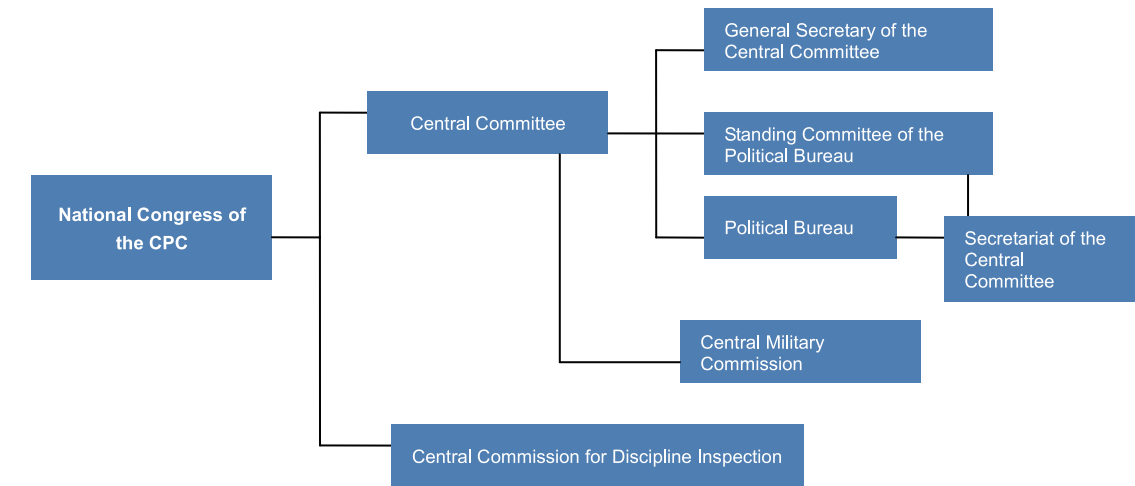 General Secretary of the
Central Committee
Central Committee
Standing Committee of the
Political Bureau
National Congress of
the CPC
Political Bureau
Secretariat of the
Central
Committee
Central Military
Commission
Central Commission for Discipline Inspection